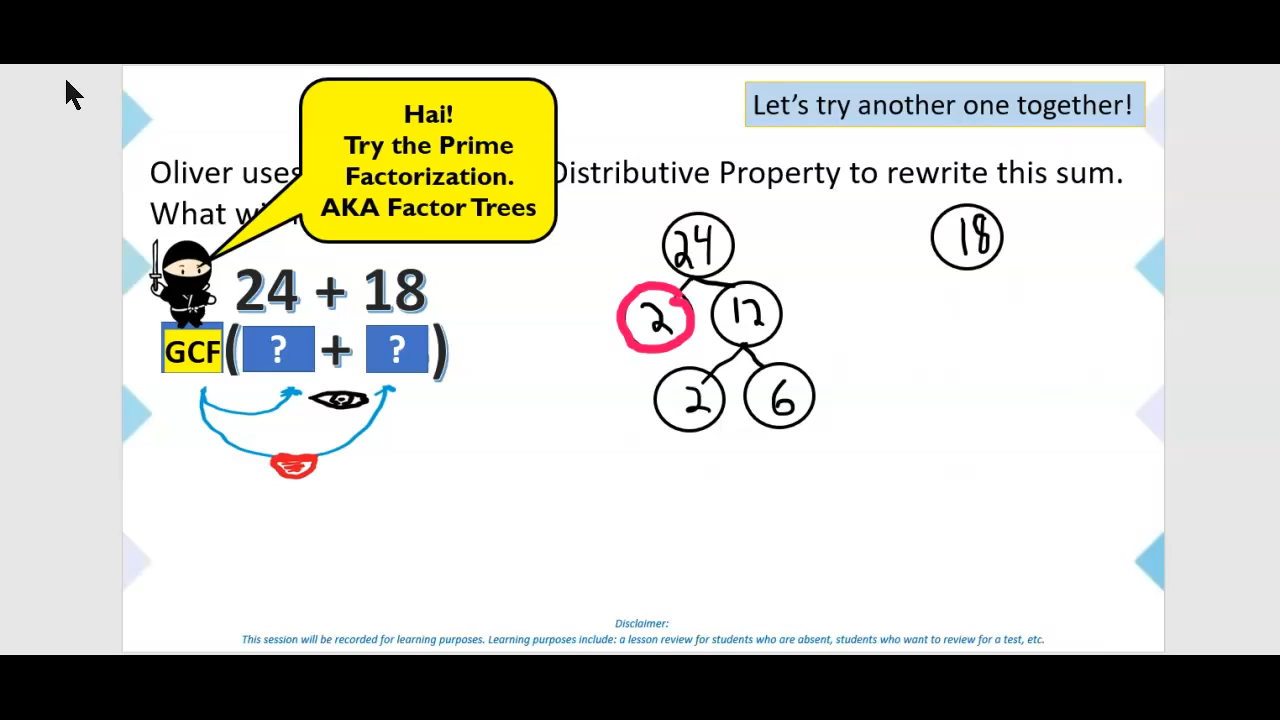 Let's try another one together!
Hai!
Try the Prime
Factorization.
AKA Factor Trees
Oliver uses Distributive Property to rewrite this sum.
What
24 + 18
GCF ( ? + ? )
24
18
2
12
2
6
Disclaimer:
This session will be recorded for learning purposes. Learning purposes include: a lesson review for students who are absent, students who want to review for a test, etc.